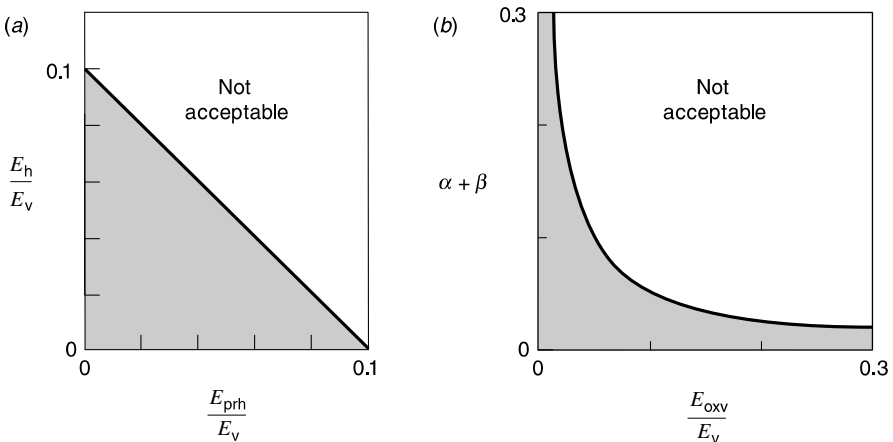 (a)
0.1
Not
acceptable
E_h
E_v
0
0
0.1
E_prh
E_v
(b)
0.3
Not
acceptable
α + β
0
0
0.3
E_oxv
E_v